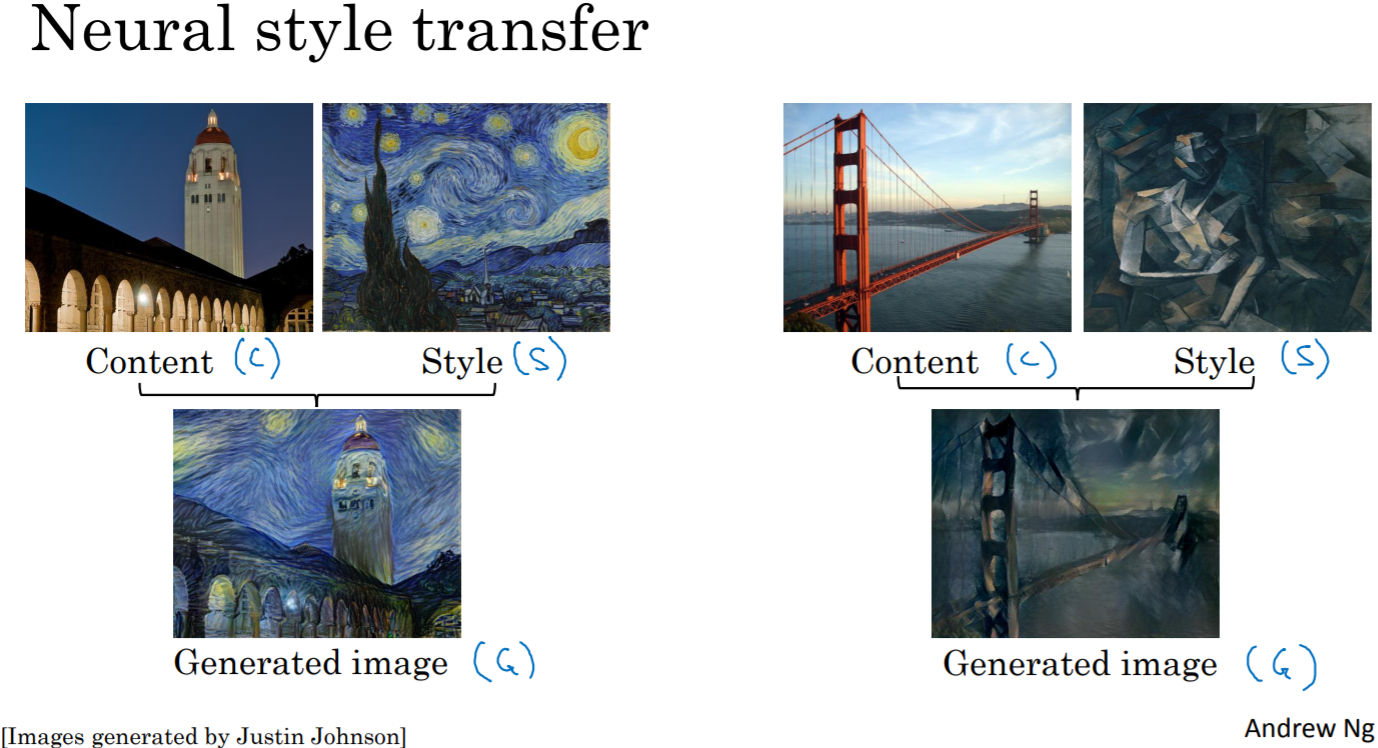 Neural style transfer
Content (C)
Style (S)
Content (C)
Style (S)
Generated image (G)
Generated image (G)
[Images generated by Justin Johnson]
Andrew Ng